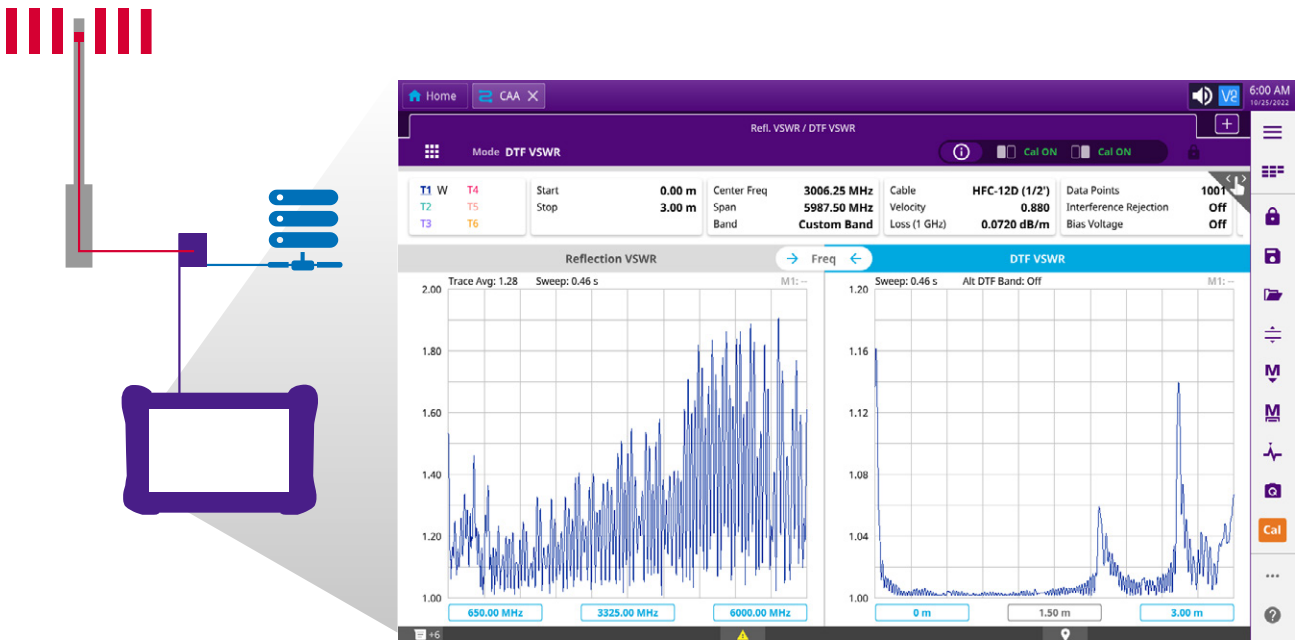 Home CAA 6:00 AM
10/25/2022
Refl. VSWR / DTF VSWR
Mode DTF VSWR Cal ON Cal ON
T1 W T4 Start 0.00 m Center Freq 3006.25 MHz Cable HFC-12D (1/2') Data Points 1001
T2 T5 Stop 3.00 m Span 5987.50 MHz Velocity 0.880 Interference Rejection Off
T3 T6 Band Custom Band Loss (1 GHz) 0.0720 dB/m Bias Voltage Off
Reflection VSWR Freq DTF VSWR
Trace Avg: 1.28 Sweep: 0.46 s M1: -- Sweep: 0.46 s Alt DTF Band: Off M1: --
2.00 1.20
1.80 1.16
1.60 1.12
1.40 1.08
1.20 1.04
1.00 1.00
650.00 MHz 3325.00 MHz 6000.00 MHz 0 m 1.50 m 3.00 m
+6
M
M
Cal